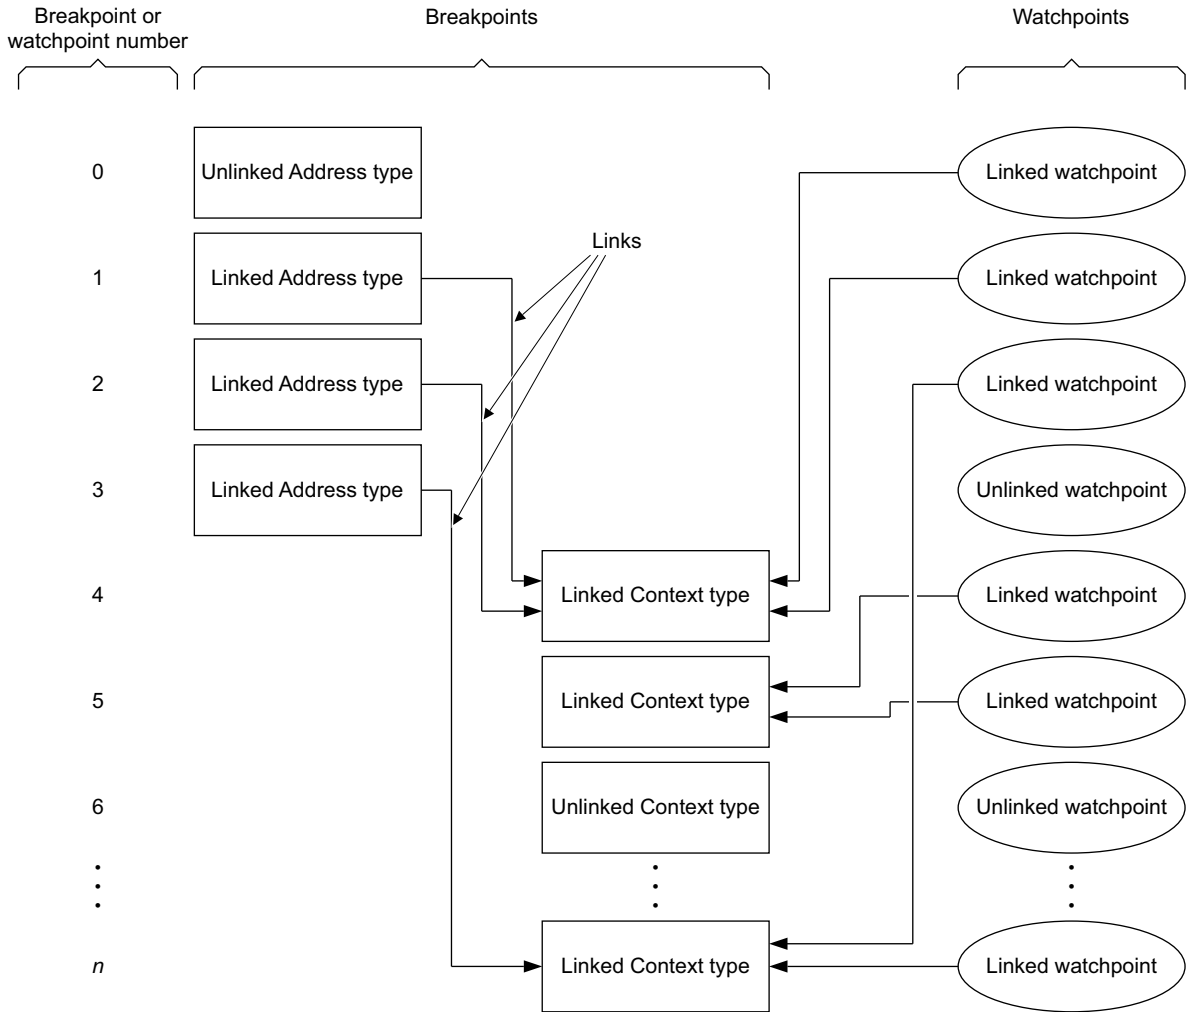 Breakpoint or
watchpoint number
Breakpoints
Watchpoints
0
Unlinked Address type
Linked watchpoint
Links
1
Linked Address type
Linked watchpoint
2
Linked Address type
Linked watchpoint
3
Linked Address type
Unlinked watchpoint
4
Linked Context type
Linked watchpoint
5
Linked Context type
Linked watchpoint
6
Unlinked Context type
Unlinked watchpoint
n
Linked Context type
Linked watchpoint